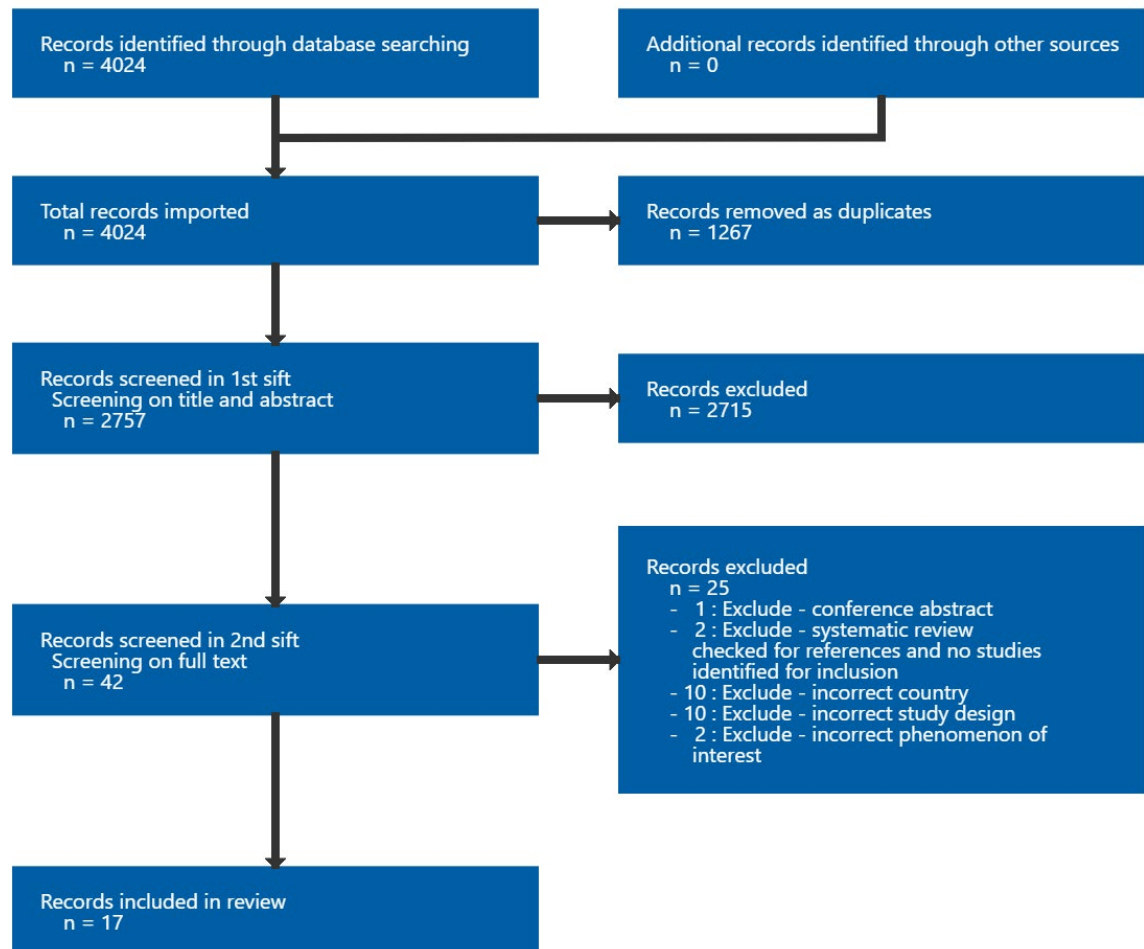 Records identified through database searching
n = 4024
Additional records identified through other sources
n = 0
Total records imported
n = 4024
Records removed as duplicates
n = 1267
Records screened in 1st sift
Screening on title and abstract
n = 2757
Records excluded
n = 2715
Records screened in 2nd sift
Screening on full text
n = 42
Records excluded
n = 25
- 1 : Exclude - conference abstract
- 2 : Exclude - systematic review
checked for references and no studies
identified for inclusion
- 10 : Exclude - incorrect country
- 10 : Exclude - incorrect study design
- 2 : Exclude - incorrect phenomenon of
interest
Records included in review
n = 17